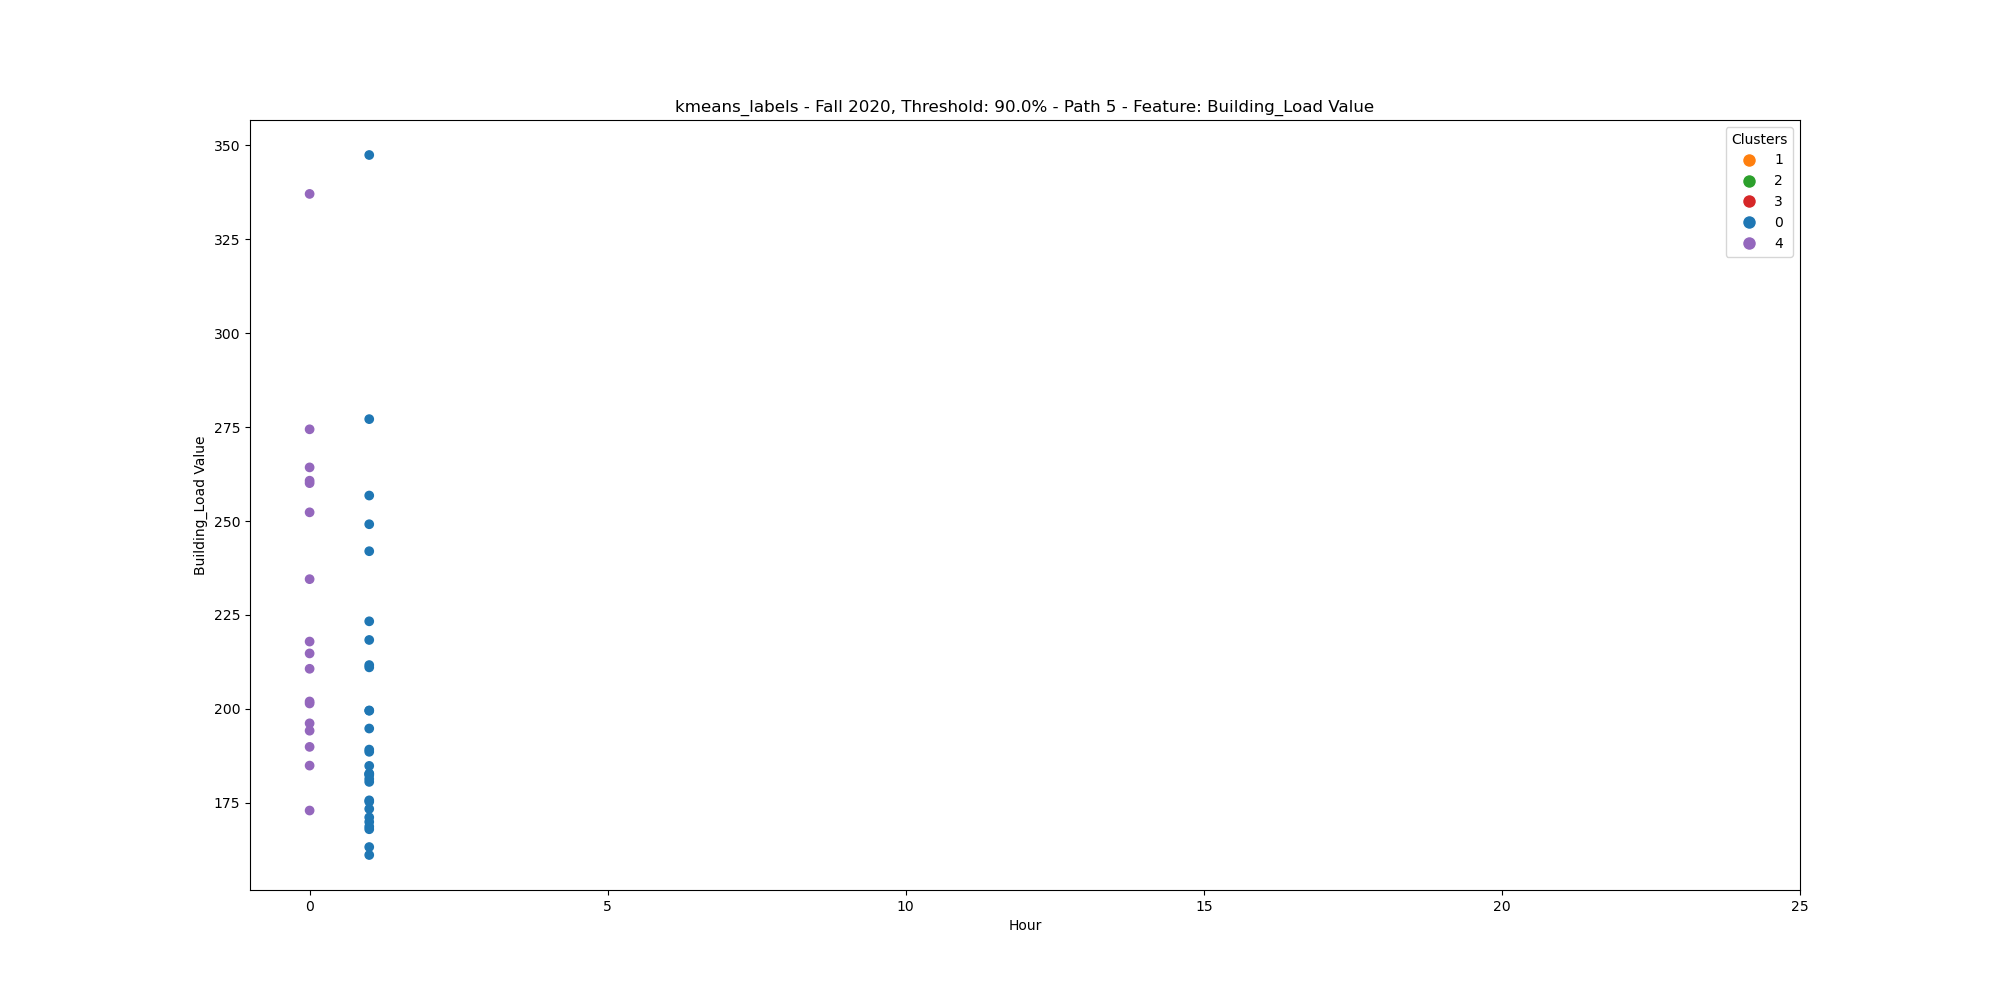 kmeans_labels - Fall 2020, Threshold: 90.0% - Path 5 - Feature: Building_Load Value
Clusters
1
2
3
0
4
350
325
300
275
250
225
200
175
Building_Load Value
0 5 10 15 20 25
Hour